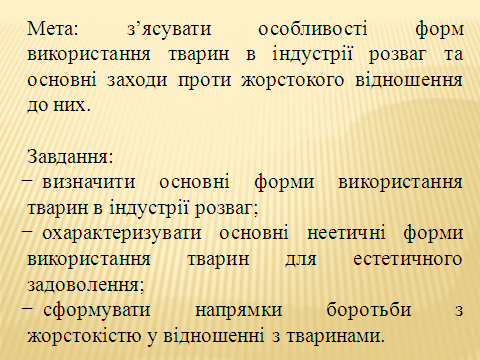 Мета: з’ясувати особливості форм
використання тварин в індустрії розваг та
основні заходи проти жорстокого відношення
до них.
Завдання:
− визначити основні форми використання
тварин в індустрії розваг;
− охарактеризувати основні неетичні форми
використання тварин для естетичного
задоволення;
− сформувати напрямки боротьби з
жорстокістю у відношенні з тваринами.